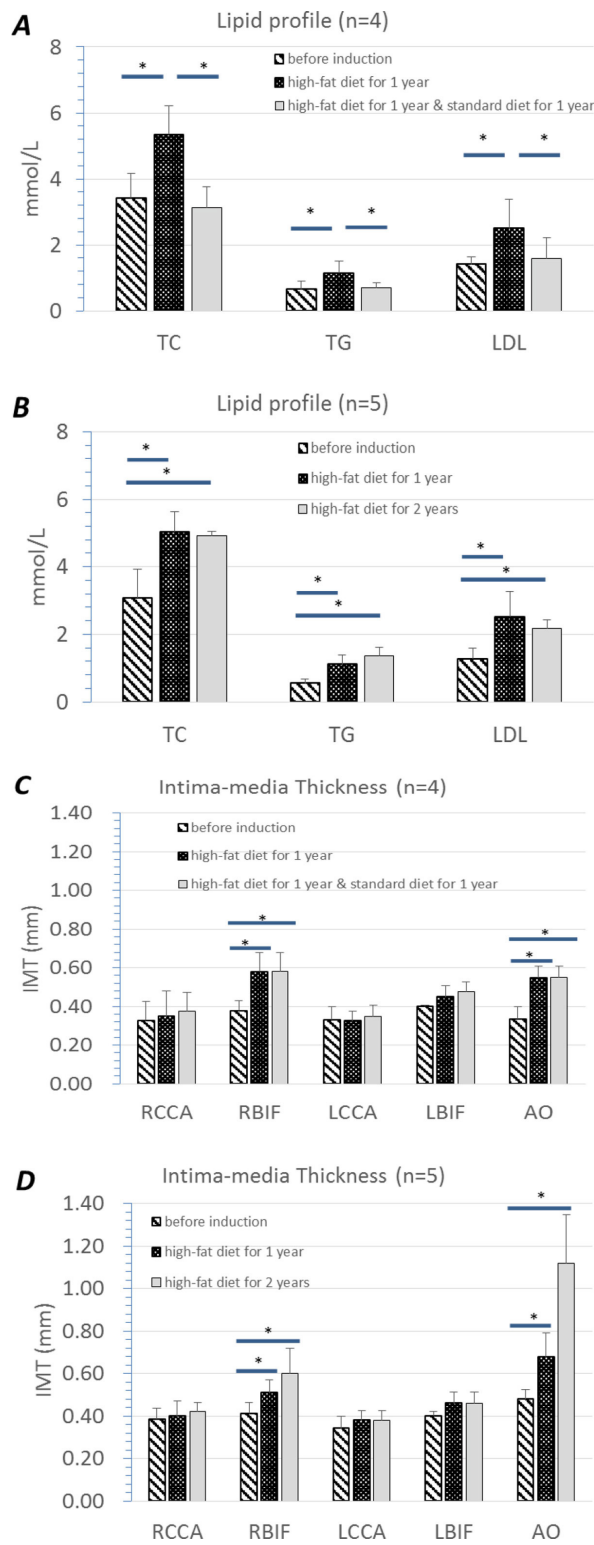 A
Lipid profile (n=4)
8
before induction
high-fat diet for 1 year
high-fat diet for 1 year & standard diet for 1 year
* *
* *
* *
6
4
2
0
mmol/L
TC TG LDL
B
Lipid profile (n=5)
8
before induction
high-fat diet for 1 year
high-fat diet for 2 years
*
*
*
*
*
*
6
4
2
0
mmol/L
TC TG LDL
C
Intima-media Thickness (n=4)
1.40
before induction
high-fat diet for 1 year
high-fat diet for 1 year & standard diet for 1 year
1.20
1.00
0.80
0.60
0.40
0.20
0.00
*
*
*
*
IMT (mm)
RCCA RBIF LCCA LBIF AO
D
Intima-media Thickness (n=5)
1.40
before induction
high-fat diet for 1 year
high-fat diet for 2 years
1.20
1.00
0.80
0.60
0.40
0.20
0.00
*
*
*
*
IMT (mm)
RCCA RBIF LCCA LBIF AO